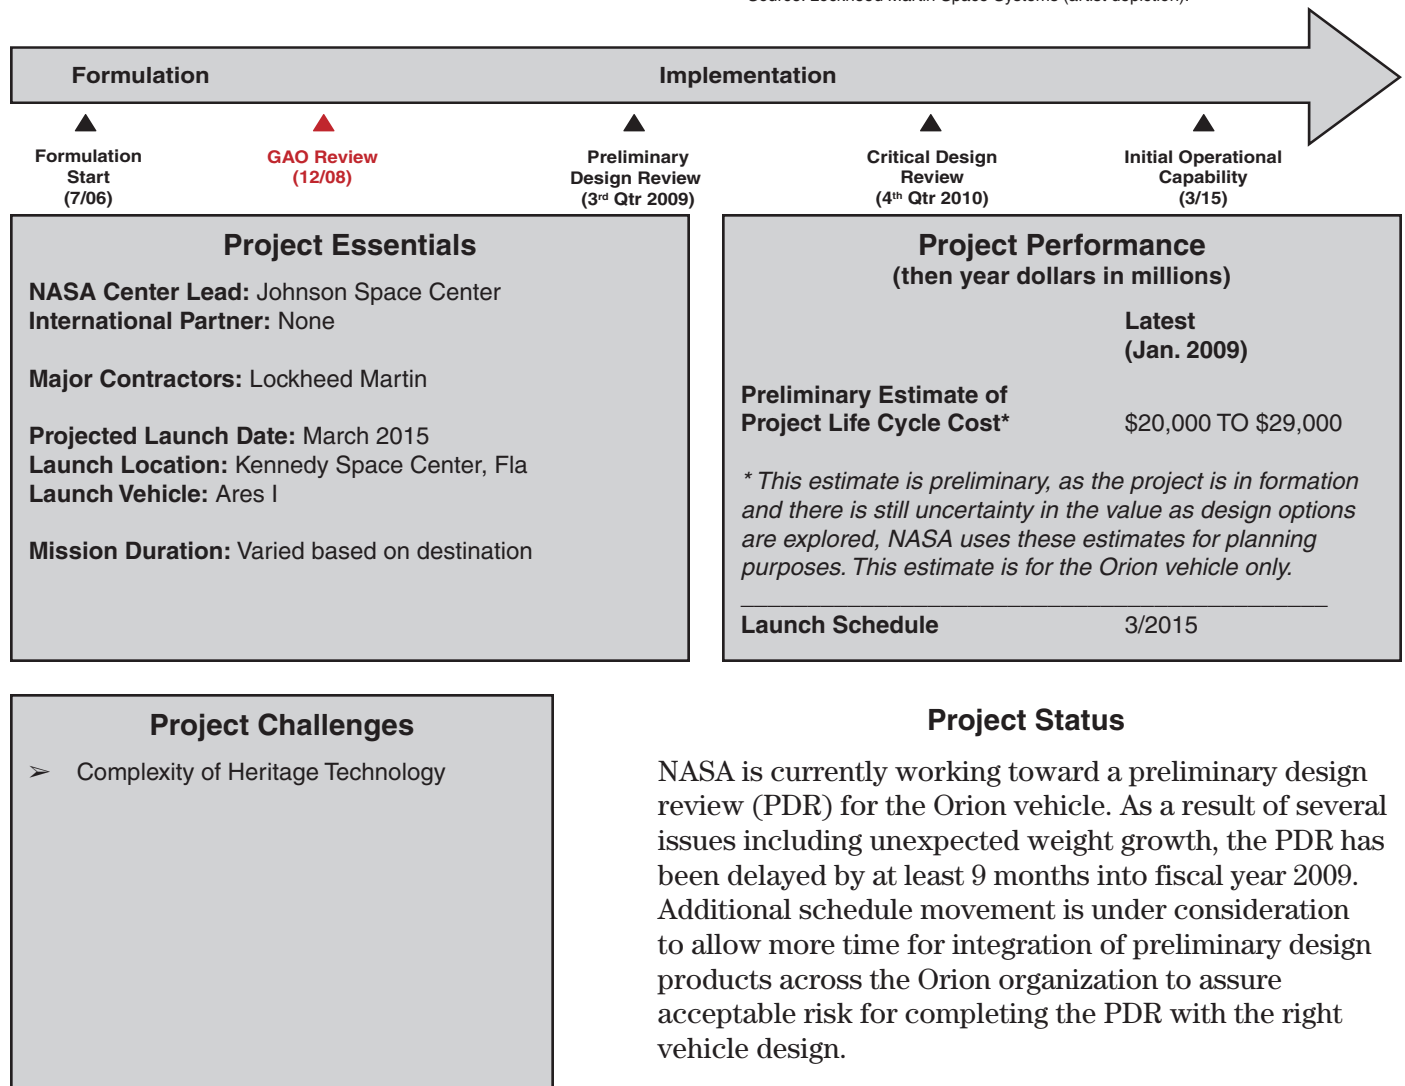 Source: Lockheed Martin Space Systems (artist depiction).
Formulation
Implementation
Formulation
Start
(7/06)
GAO Review
(12/08)
Preliminary
Design Review
(3rd Qtr 2009)
Critical Design
Review
(4th Qtr 2010)
Initial Operational
Capability
(3/15)
Project Essentials
NASA Center Lead: Johnson Space Center
International Partner: None
Major Contractors: Lockheed Martin
Projected Launch Date: March 2015
Launch Location: Kennedy Space Center, Fla
Launch Vehicle: Ares I
Mission Duration: Varied based on destination
Project Performance
(then year dollars in millions)
Latest
(Jan. 2009)
Preliminary Estimate of
Project Life Cycle Cost* $20,000 TO $29,000
* This estimate is preliminary, as the project is in formation
and there is still uncertainty in the value as design options
are explored, NASA uses these estimates for planning
purposes. This estimate is for the Orion vehicle only.
Launch Schedule 3/2015
Project Challenges
➢ Complexity of Heritage Technology
Project Status
NASA is currently working toward a preliminary design
review (PDR) for the Orion vehicle. As a result of several
issues including unexpected weight growth, the PDR has
been delayed by at least 9 months into fiscal year 2009.
Additional schedule movement is under consideration
to allow more time for integration of preliminary design
products across the Orion organization to assure
acceptable risk for completing the PDR with the right
vehicle design.